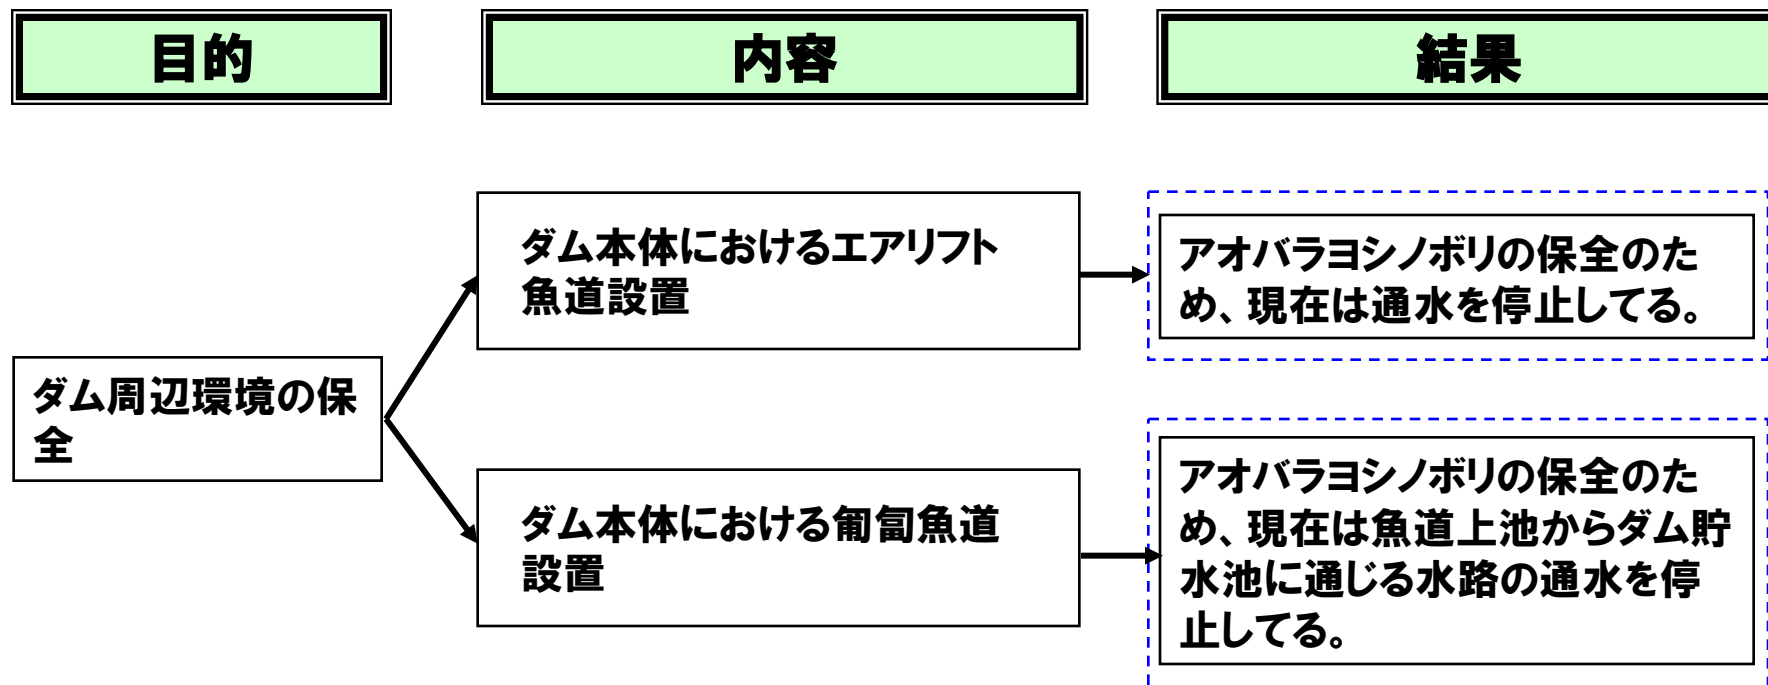 目的
内容
結果
ダム周辺環境の保
全
ダム本体におけるエアリフト
魚道設置
アオバラヨシノボリの保全のた
め、現在は通水を停止してる。
ダム本体における匍匐魚道
設置
アオバラヨシノボリの保全のた
め、現在は魚道上池からダム貯
水池に通じる水路の通水を停
止してる。